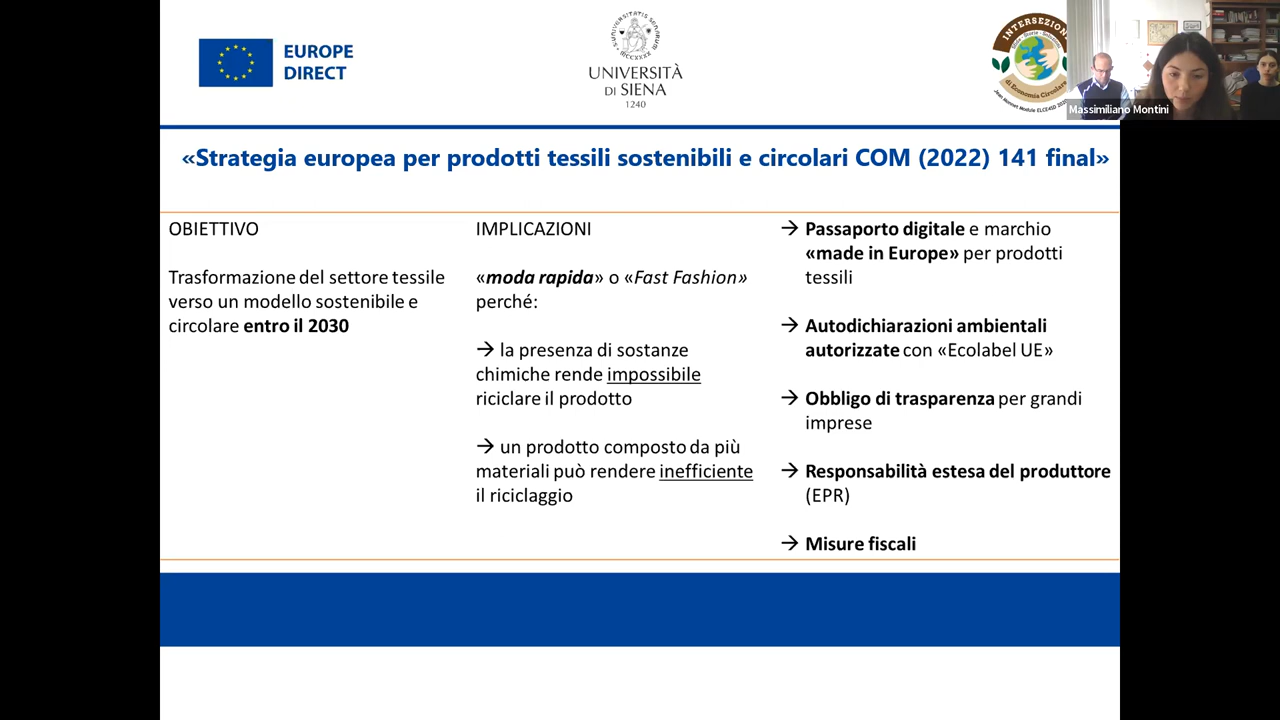 EUROPE
DIRECT
UNIVERSITÀ
DI SIENA
1240
INTERSEZIONI
di Economia Circolare
Massimiliano Montini
«Strategia europea per prodotti tessili sostenibili e circolari COM (2022) 141 final»
OBIETTIVO
Trasformazione del settore tessile
verso un modello sostenibile e
circolare entro il 2030
IMPLICAZIONI
«moda rapida» o «Fast Fashion»
perché:
→ la presenza di sostanze
chimiche rende impossibile
riciclare il prodotto
→ un prodotto composto da più
materiali può rendere inefficiente
il riciclaggio
→ Passaporto digitale e marchio
«made in Europe» per prodotti
tessili
→ Autodichiarazioni ambientali
autorizzate con «Ecolabel UE»
→ Obbligo di trasparenza per grandi
imprese
→ Responsabilità estesa del produttore
(EPR)
→ Misure fiscali